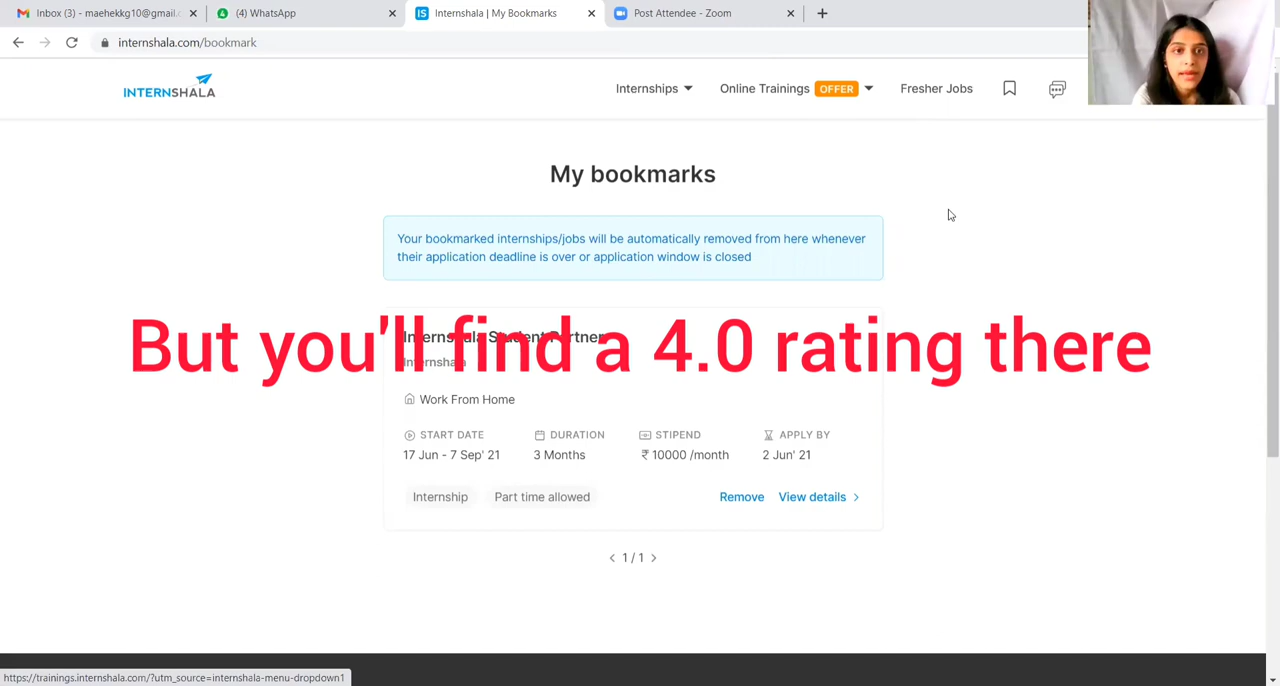 Inbox (3) - maehekkg10@gmail.c
(4) WhatsApp
Internshala | My Bookmarks
Post Attendee - Zoom
internshala.com/bookmark
INTERNSHALA
Internships
Online Trainings OFFER
Fresher Jobs
My bookmarks
Your bookmarked internships/jobs will be automatically removed from here whenever
their application deadline is over or application window is closed
But you'll find a 4.0 rating there
Internshala Student Partner
Internshala
Work From Home
START DATE DURATION STIPEND APPLY BY
17 Jun - 7 Sep' 21 3 Months ₹ 10000 /month 2 Jun' 21
Internship Part time allowed Remove View details >
< 1 / 1 >
https://trainings.internshala.com/?utm_source=internshala-menu-dropdown1